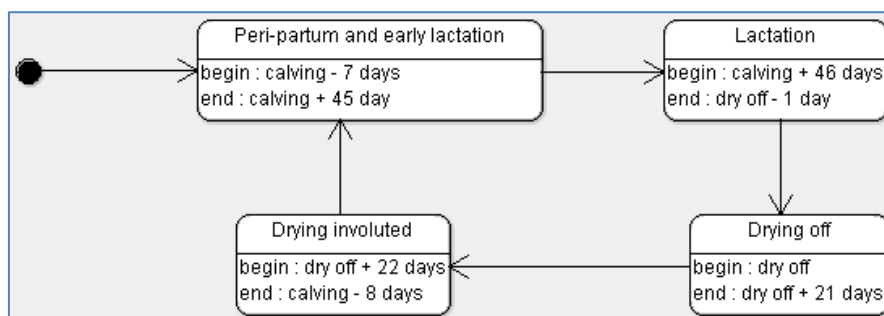 Peri-partum and early lactation
begin : calving - 7 days
end : calving + 45 day
Lactation
begin : calving + 46 days
end : dry off - 1 day
Drying involuted
begin : dry off + 22 days
end : calving - 8 days
Drying off
begin : dry off
end : dry off + 21 days